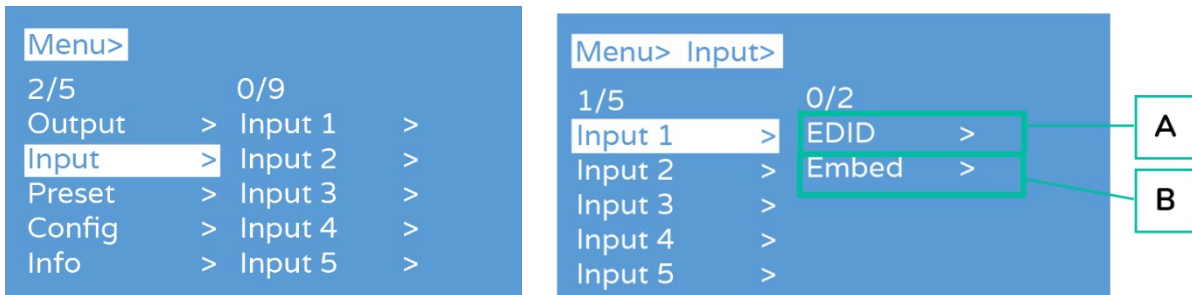 Menu>
2/5 0/9
Output > Input 1 >
Input > Input 2 >
Preset > Input 3 >
Config > Input 4 >
Info > Input 5 >
Menu> Input>
1/5 0/2
Input 1 > EDID >
Input 2 > Embed >
Input 3 >
Input 4 >
Input 5 >
A
B